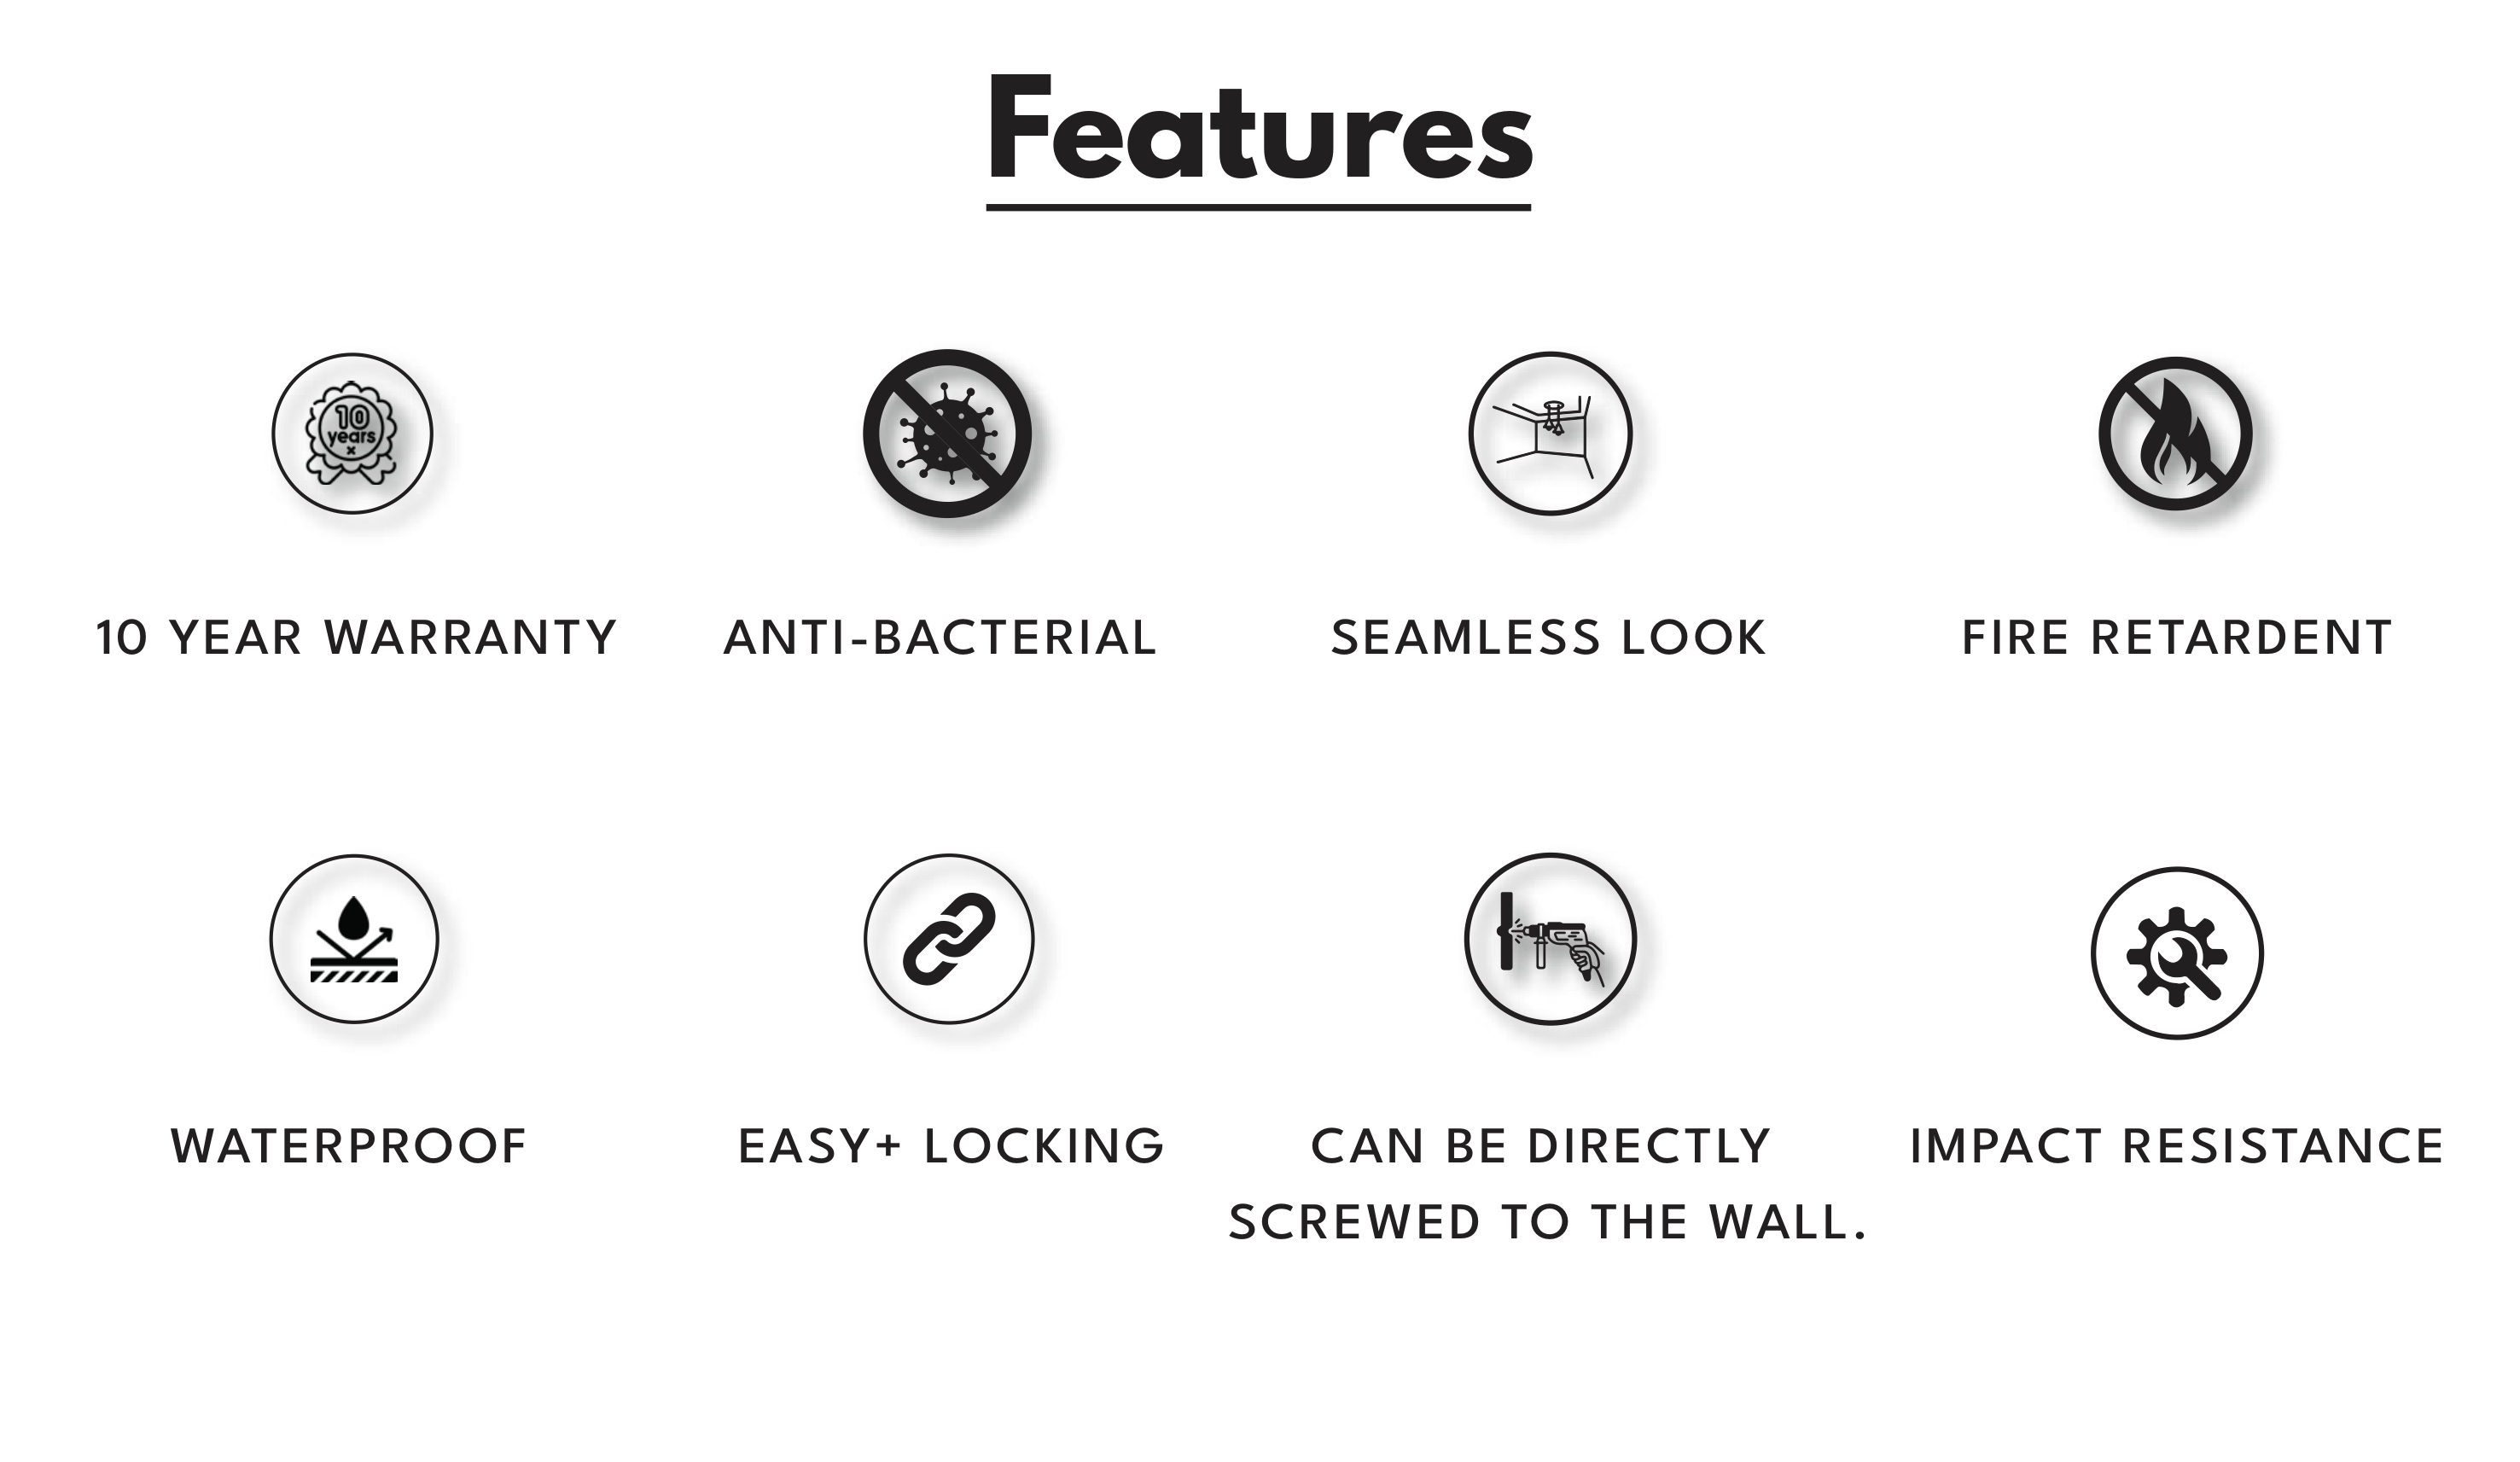 Features
10
years
10 YEAR WARRANTY
ANTI-BACTERIAL
SEAMLESS LOOK
FIRE RETARDENT
WATERPROOF
EASY+ LOCKING
CAN BE DIRECTLY
SCREWED TO THE WALL.
IMPACT RESISTANCE